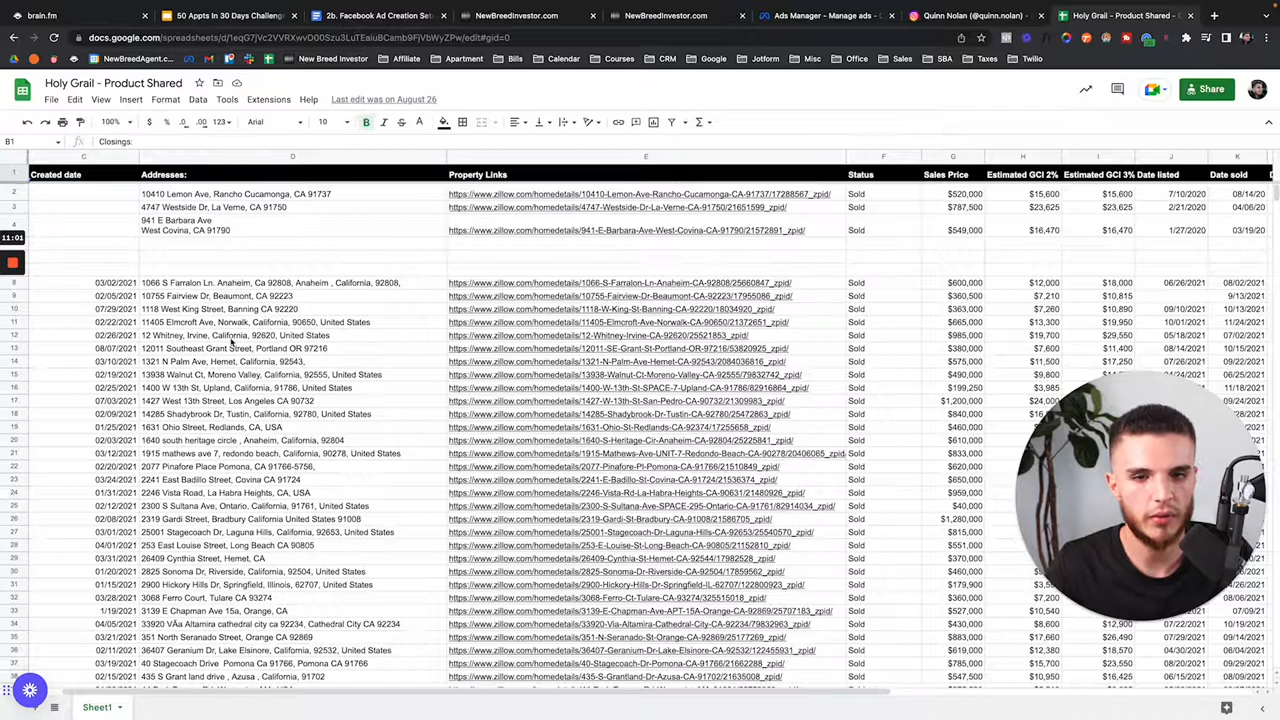 brain.fm
50 Appts In 30 Days Challenge
2b. Facebook Ad Creation Set
NewBreedInvestor.com
NewBreedInvestor.com
Ads Manager - Manage ads
Quinn Nolan (@quinn.nolan)
Holy Grail - Product Shared
docs.google.com/spreadsheets/d/1eqG7jVc2VVRXwvD00Szu3LuTEaiuBCamb9FjVbWyZPw/edit#gid=0
NewBreedAgent.c...
New Breed Investor
Affiliate
Apartment
Bills
Calendar
Courses
CRM
Google
Jotform
Misc
Office
Sales
SBA
Taxes
Twilio
Holy Grail - Product Shared
File Edit View Insert Format Data Tools Extensions Help Last edit was on August 26
Share
100% $ % .0 .00 123 Arial 10 B I S A
B1 fx Closings:
C D E F G H I J K
1 Created date Addresses: Property Links Status Sales Price Estimated GCI 2% Estimated GCI 3% Date listed Date sold
2 10410 Lemon Ave, Rancho Cucamonga, CA 91737 https://www.zillow.com/homedetails/10410-Lemon-Ave-Rancho-Cucamonga-CA-91737/17288567_zpid/ Sold $520,000 $15,600 $15,600 7/10/2020 08/14/20
3 4747 Westside Dr, La Verne, CA 91750 https://www.zillow.com/homedetails/4747-Westside-Dr-La-Verne-CA-91750/21651599_zpid/ Sold $787,500 $23,625 $23,625 2/21/2020 04/06/20
941 E Barbara Ave
4 West Covina, CA 91790 https://www.zillow.com/homedetails/941-E-Barbara-Ave-West-Covina-CA-91790/21572891_zpid/ Sold $549,000 $16,470 $16,470 1/27/2020 03/19/20
11:01
8 03/02/2021 1066 S Farralon Ln. Anaheim, Ca 92808, Anaheim , California, 92808, https://www.zillow.com/homedetails/1066-S-Farralon-Ln-Anaheim-CA-92808/25660847_zpid/ Sold $600,000 $12,000 $18,000 06/26/2021 08/02/2021
9 02/05/2021 10755 Fairview Dr, Beaumont, CA 92223 https://www.zillow.com/homedetails/10755-Fairview-Dr-Beaumont-CA-92223/17955086_zpid/ Sold $360,500 $7,210 $10,815 9/13/2021
10 07/29/2021 1118 West King Street, Banning CA 92220 https://www.zillow.com/homedetails/1118-W-King-St-Banning-CA-92220/18034920_zpid/ Sold $363,000 $7,260 $10,890 09/10/2021 10/13/2021
11 02/22/2021 11405 Elmcroft Ave, Norwalk, California, 90650, United States https://www.zillow.com/homedetails/11405-Elmcroft-Ave-Norwalk-CA-90650/21372651_zpid/ Sold $665,000 $13,300 $19,950 10/01/2021 11/24/2021
12 02/26/2021 12 Whitney, Irvine, California, 92620, United States https://www.zillow.com/homedetails/12-Whitney-Irvine-CA-92620/25521853_zpid/ Sold $985,000 $19,700 $29,550 05/18/2021 07/02/2021
13 08/07/2021 12011 Southeast Grant Street, Portland OR 97216 https://www.zillow.com/homedetails/12011-SE-Grant-St-Portland-OR-97216/53820895_zpid/ Sold $380,000 $7,600 $11,400 08/14/2021 09/17/2021
14 03/10/2021 1321 N Palm Ave, Hemet, California, 92543, https://www.zillow.com/homedetails/1321-N-Palm-Ave-Hemet-CA-92543/2084036816_zpid/ Sold $575,000 $11,500 $17,250 07/26/2021 09/22/2021
15 02/19/2021 13938 Walnut Ct, Moreno Valley, California, 92555, United States https://www.zillow.com/homedetails/13938-Walnut-Ct-Moreno-Valley-CA-92555/79832742_zpid/ Sold $490,000 $9,800
16 02/25/2021 1400 W 13th St, Upland, California, 91786, United States https://www.zillow.com/homedetails/1400-W-13th-St-SPACE-7-Upland-CA-91786/82916864_zpid/ Sold $199,250 $3,985 11/18/2021
17 07/03/2021 1427 West 13th Street, Los Angeles CA 90732 https://www.zillow.com/homedetails/1427-W-13th-St-San-Pedro-CA-90732/21309983_zpid/ Sold $1,200,000 $24,000
18 02/09/2021 14285 Shadybrook Dr, Tustin, California, 92780, United States https://www.zillow.com/homedetails/14285-Shadybrook-Dr-Tustin-CA-92780/25472863_zpid/ Sold $840,000
19 01/25/2021 1631 Ohio Street, Redlands, CA, USA https://www.zillow.com/homedetails/1631-Ohio-St-Redlands-CA-92374/17255658_zpid/ Sold $460,000
20 02/03/2021 1640 south heritage circle , Anaheim, California, 92804 https://www.zillow.com/homedetails/1640-S-Heritage-Cir-Anaheim-CA-92804/25225841_zpid/ Sold $610,000
21 03/12/2021 1915 mathews ave 7, redondo beach, California, 90278, United States https://www.zillow.com/homedetails/1915-Mathews-Ave-UNIT-7-Redondo-Beach-CA-90278/20406065_zpid/ Sold $833,000
22 02/20/2021 2077 Pinafore Place Pomona, CA 91766-5756, https://www.zillow.com/homedetails/2077-Pinafore-Pl-Pomona-CA-91766/21510849_zpid/ Sold $620,000
23 03/24/2021 2241 East Badillo Street, Covina CA 91724 https://www.zillow.com/homedetails/2241-E-Badillo-St-Covina-CA-91724/21536374_zpid/ Sold $650,000
24 01/31/2021 2246 Vista Road, La Habra Heights, CA, USA https://www.zillow.com/homedetails/2246-Vista-Rd-La-Habra-Heights-CA-90631/21480926_zpid/ Sold $959,000
25 02/12/2021 2300 S Sultana Ave, Ontario, California, 91761, United States https://www.zillow.com/homedetails/2300-S-Sultana-Ave-SPACE-295-Ontario-CA-91761/82914034_zpid/ Sold $40,000
26 02/08/2021 2319 Gardi Street, Bradbury California United States 91008 https://www.zillow.com/homedetails/2319-Gardi-St-Bradbury-CA-91008/21586705_zpid/ Sold $1,280,000
27 03/01/2021 25001 Stagecoach Dr, Laguna Hills, California, 92653, United States https://www.zillow.com/homedetails/25001-Stagecoach-Dr-Laguna-Hills-CA-92653/25540570_zpid/ Sold $815,000
28 04/01/2021 253 East Louise Street, Long Beach CA 90805 https://www.zillow.com/homedetails/253-E-Louise-St-Long-Beach-CA-90805/21152810_zpid/ Sold $551,000
29 03/31/2021 26409 Cynthia Street, Hemet, CA https://www.zillow.com/homedetails/26409-Cynthia-St-Hemet-CA-92544/17982528_zpid/ Sold $370,000
30 01/20/2021 2825 Sonoma Dr, Riverside, California, 92504, United States https://www.zillow.com/homedetails/2825-Sonoma-Dr-Riverside-CA-92504/17859562_zpid/ Sold $510,000
31 01/15/2021 2900 Hickory Hills Dr, Springfield, Illinois, 62707, United States https://www.zillow.com/homedetails/2900-Hickory-Hills-Dr-Springfield-IL-62707/122800930_zpid/ Sold $179,900
32 03/28/2021 3068 Ferro Court, Tulare CA 93274 https://www.zillow.com/homedetails/3068-Ferro-Ct-Tulare-CA-93274/132835018_zpid/ Sold $360,000 $7,200
33 1/19/2021 3139 E Chapman Ave 15a, Orange, CA https://www.zillow.com/homedetails/3139-E-Chapman-Ave-APT-15A-Orange-CA-92869/25707183_zpid/ Sold $527,000 $10,540 07/09/21
34 04/05/2021 33920 VÃ­a Altamira cathedral city ca 92234, Cathedral City CA 92234 https://www.zillow.com/homedetails/33920-Via-Altamira-Cathedral-City-CA-92234/79832963_zpid/ Sold $430,000 $8,600 $12,900 07/08/2021 10/19/2021
35 03/21/2021 351 North Seranado Street, Orange CA 92869 https://www.zillow.com/homedetails/351-N-Seranado-St-Orange-CA-92869/25177269_zpid/ Sold $883,000 $17,660 $26,490 07/29/2021 09/14/2021
36 02/11/2021 36407 Geranium Dr, Lake Elsinore, California, 92532, United States https://www.zillow.com/homedetails/36407-Geranium-Dr-Lake-Elsinore-CA-92532/122455931_zpid/ Sold $619,000 $12,380 $18,570 04/30/2021 06/11/2021
37 03/19/2021 40 Stagecoach Drive Pomona Ca 91766, Pomona CA 91766 https://www.zillow.com/homedetails/40-Stagecoach-Dr-Pomona-CA-91766/21662288_zpid/ Sold $785,000 $15,700 $23,550 08/20/2021 09/29/2021
38 02/15/2021 435 S Grant land drive , Azusa , California, 91702 https://www.zillow.com/homedetails/435-S-Grantland-Dr-Azusa-CA-91702/21635008_zpid/ Sold $547,500 $10,950 $16,425 06/07/2021 08/09/2021
Sheet1